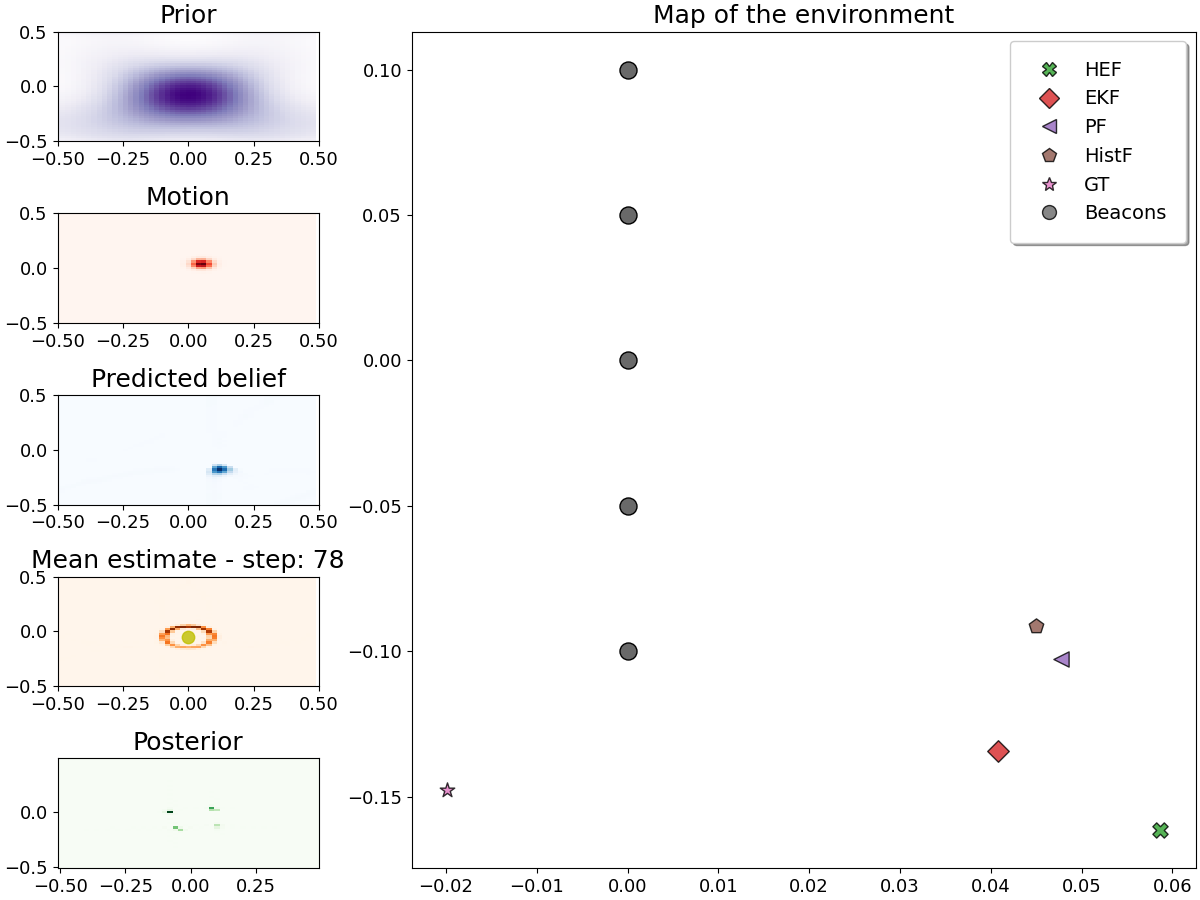 Prior
0.5
0.0
−0.5
−0.50 −0.25 0.00 0.25 0.50
Motion
0.5
0.0
−0.5
−0.50 −0.25 0.00 0.25 0.50
Predicted belief
0.5
0.0
−0.5
−0.50 −0.25 0.00 0.25 0.50
Mean estimate - step: 78
0.5
0.0
−0.5
−0.50 −0.25 0.00 0.25 0.50
Posterior
0.0
−0.5
−0.50 −0.25 0.00 0.25
Map of the environment
0.10
0.05
0.00
−0.05
−0.10
−0.15
−0.02 −0.01 0.00 0.01 0.02 0.03 0.04 0.05 0.06
HEF
EKF
PF
HistF
GT
Beacons